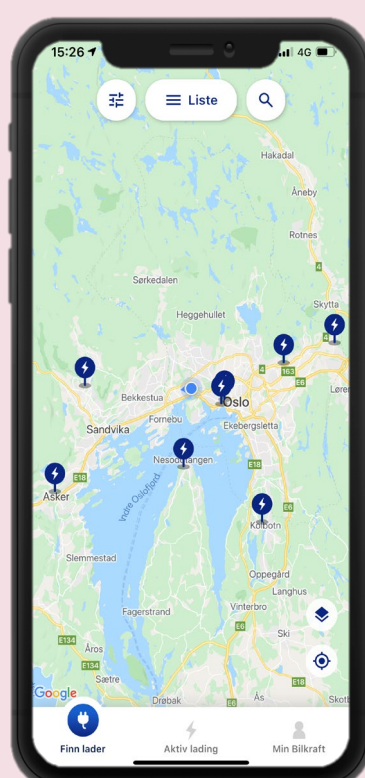 15:26
4G
Liste
Hakadal
Åneby
Rotnes
4
Sørkedalen
Skytta
Heggehullet
4
4
163
E6
Bekkestua
Oslo
Fornebu
Ekebergsletta
Sandvika
E18
Nesoddtangen
E18
Asker
Indre Oslofjord
Kolbotn
Slemmestad
Oppegård
Langhus
Fagerstrand
Vinterbro
E6
Ski
E134
Åros
E134
Sætre
E18
Google
Drøbak
Ås
E6
Finn lader
Aktiv lading
Min Bilkraft